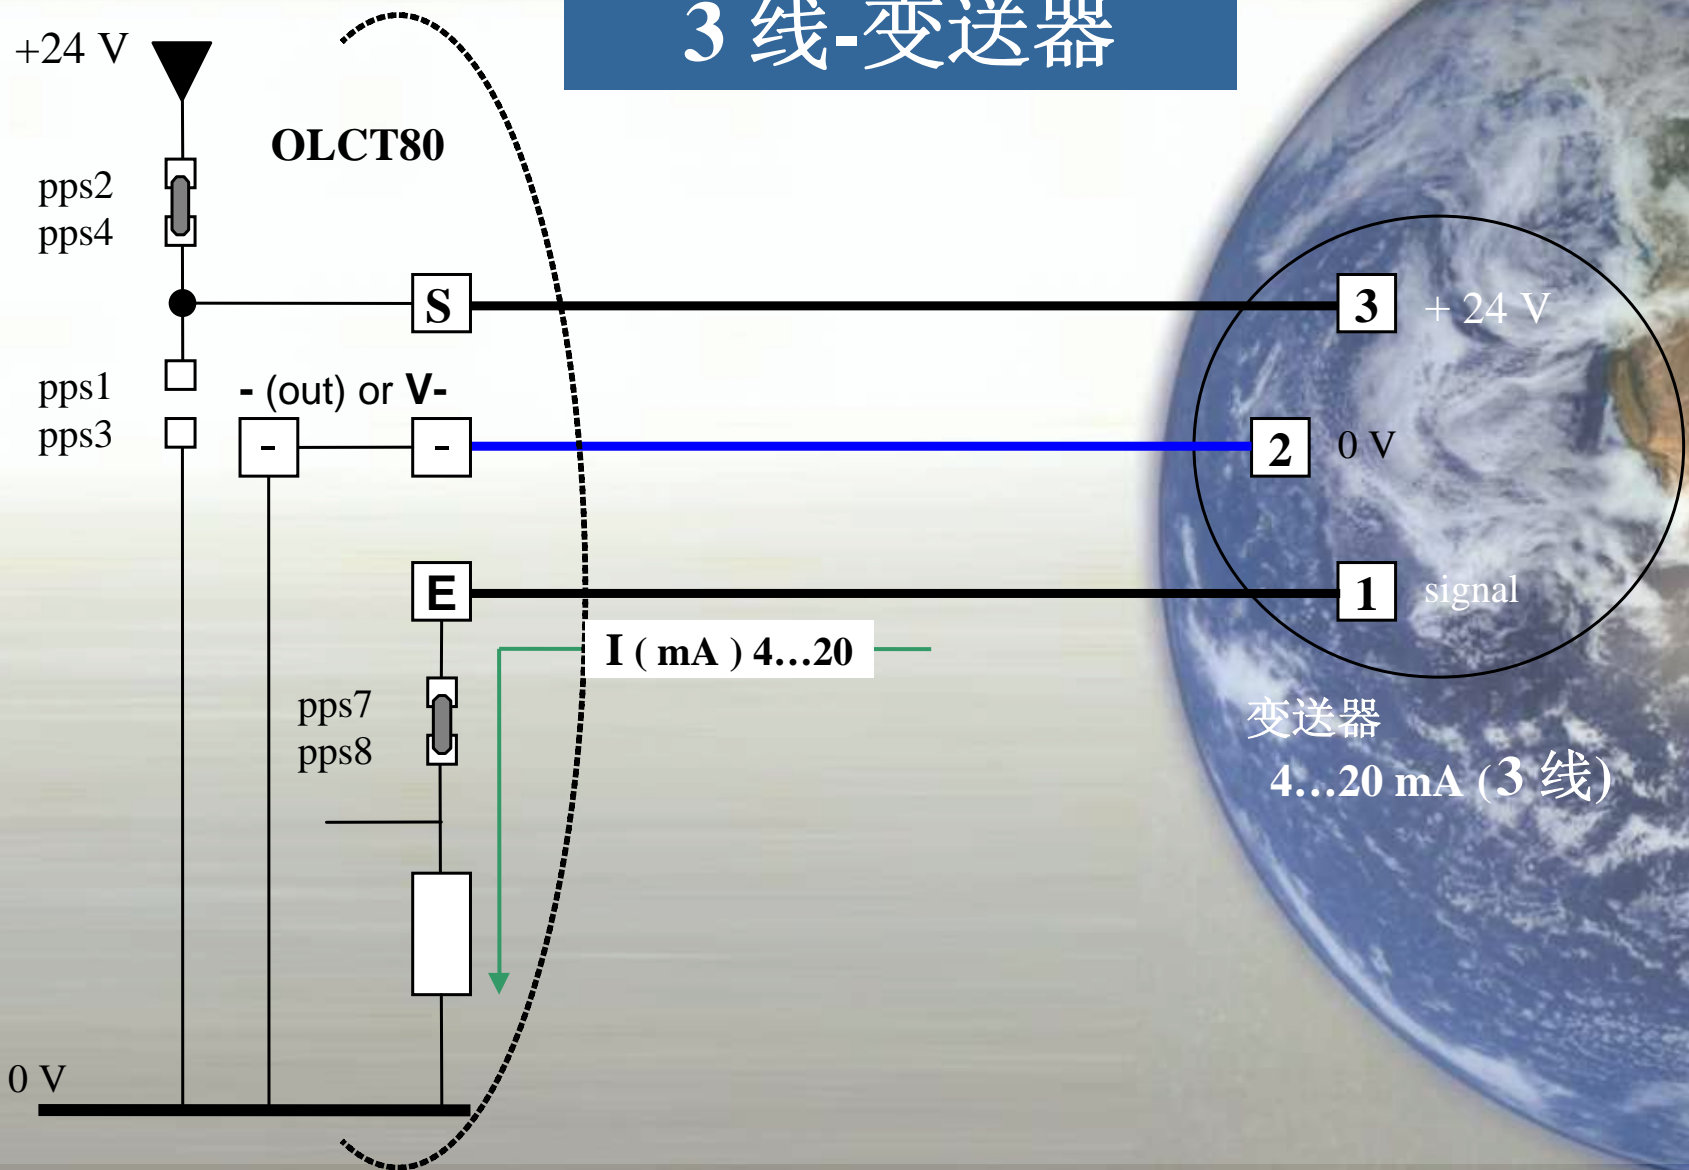 3 线-变送器
+24 V
OLCT80
pps2
pps4
S
3
+ 24 V
pps1
pps3
- (out) or V-
-
-
2
0 V
E
1
signal
I ( mA ) 4...20
pps7
pps8
变送器
4...20 mA (3 线)
0 V